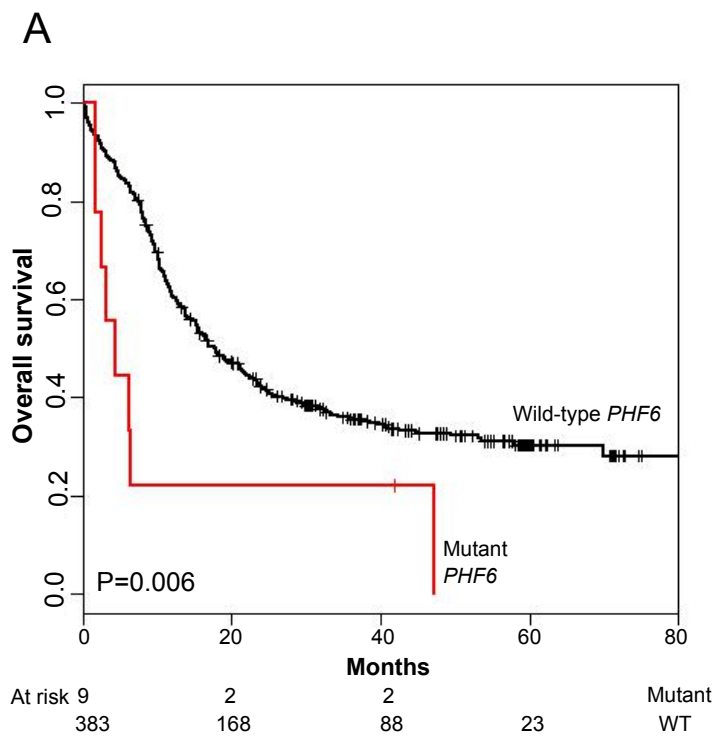 A
1.0
0.8
0.6
0.4
0.2
0.0
Overall survival
Wild-type PHF6
Mutant
PHF6
P=0.006
0 20 40 60 80
Months
At risk 9 2 2 Mutant
383 168 88 23 WT